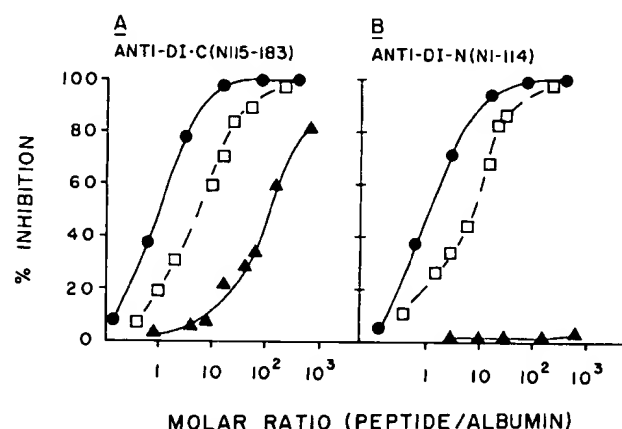 A
ANTI-DI-C(N115-183)
B
ANTI-DI-N(N1-114)
% INHIBITION
100
80
60
40
20
0
1 10 10² 10³
1 10 10² 10³
MOLAR RATIO (PEPTIDE/ALBUMIN)